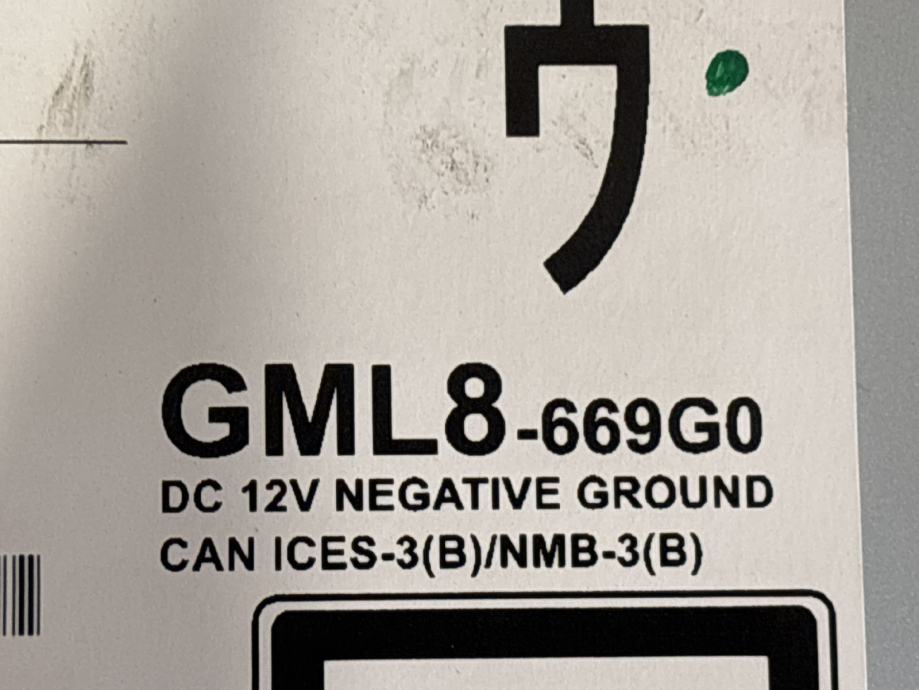 ウ
GML8-669G0
DC 12V NEGATIVE GROUND
CAN ICES-3(B)/NMB-3(B)